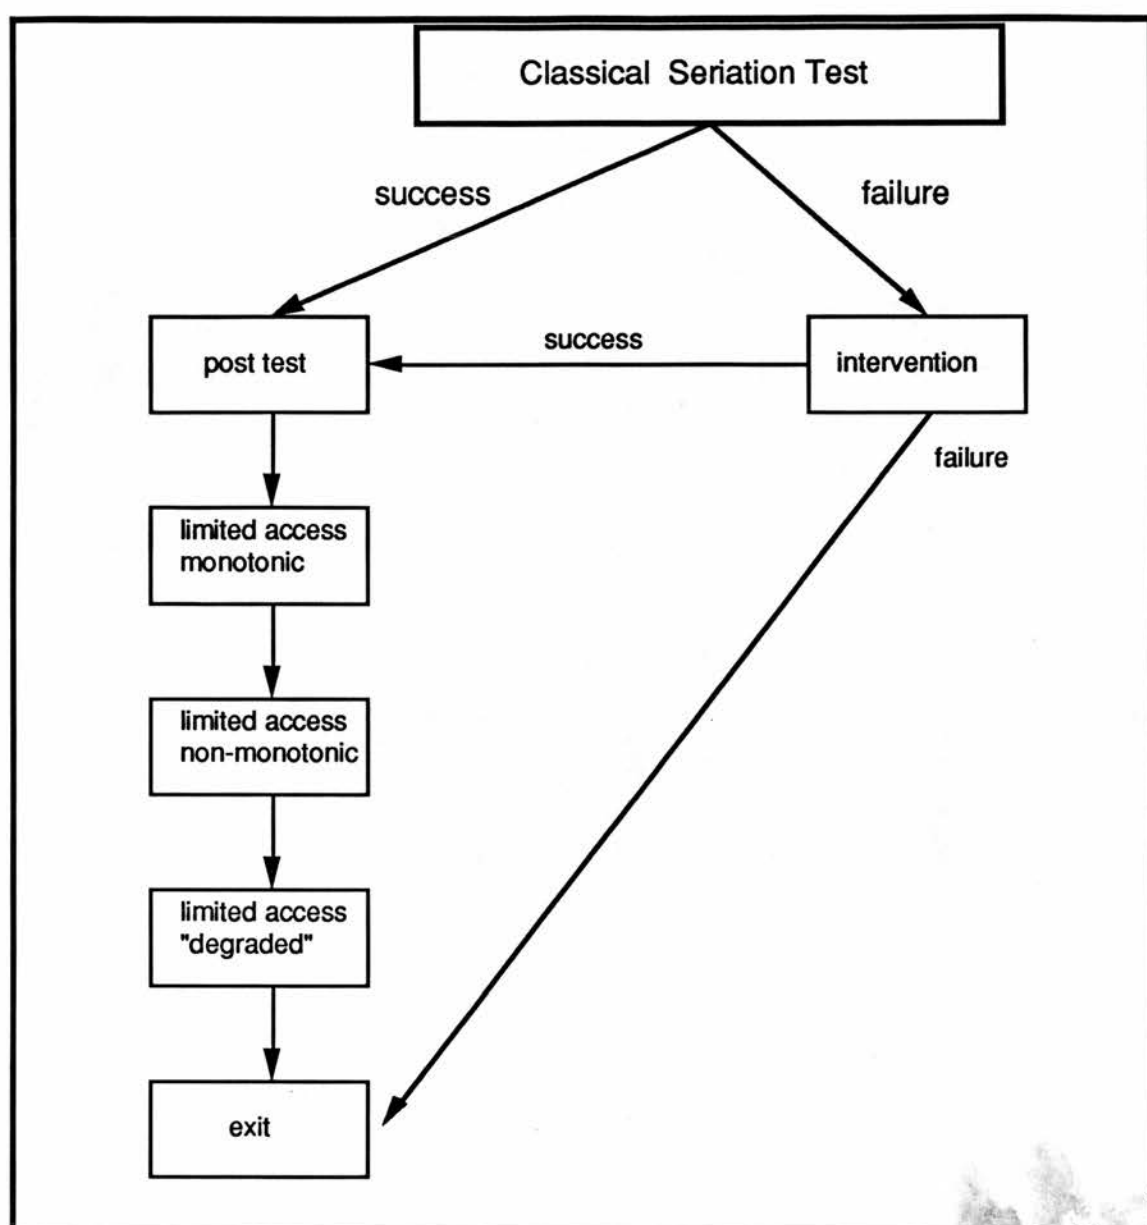 Classical Seriation Test
success
failure
post test
success
intervention
failure
limited access
monotonic
limited access
non-monotonic
limited access
"degraded"
exit